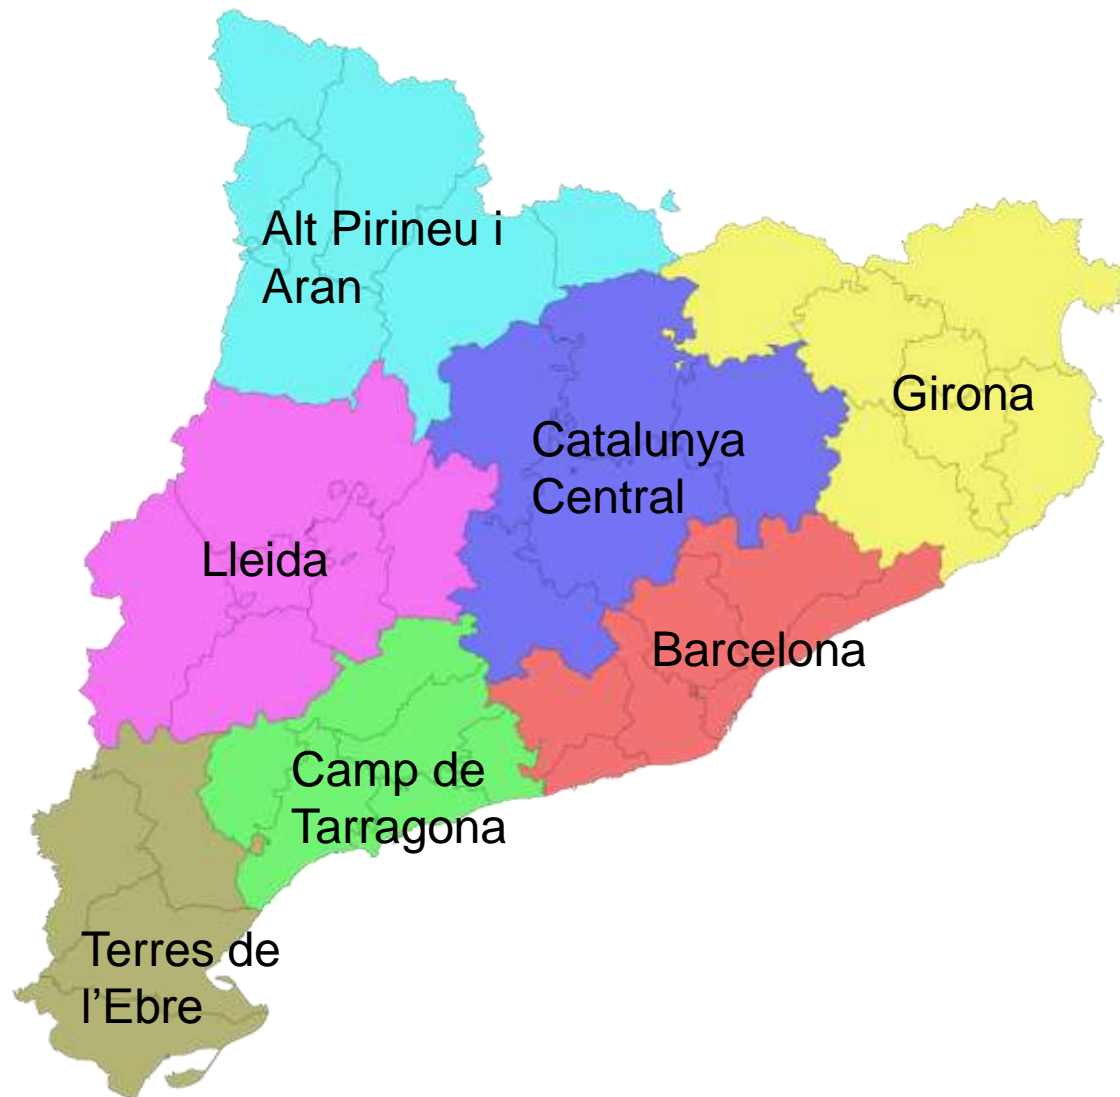 Alt Pirineu i
Aran
Girona
Catalunya
Central
Lleida
Barcelona
Camp de
Tarragona
Terres de
l’Ebre